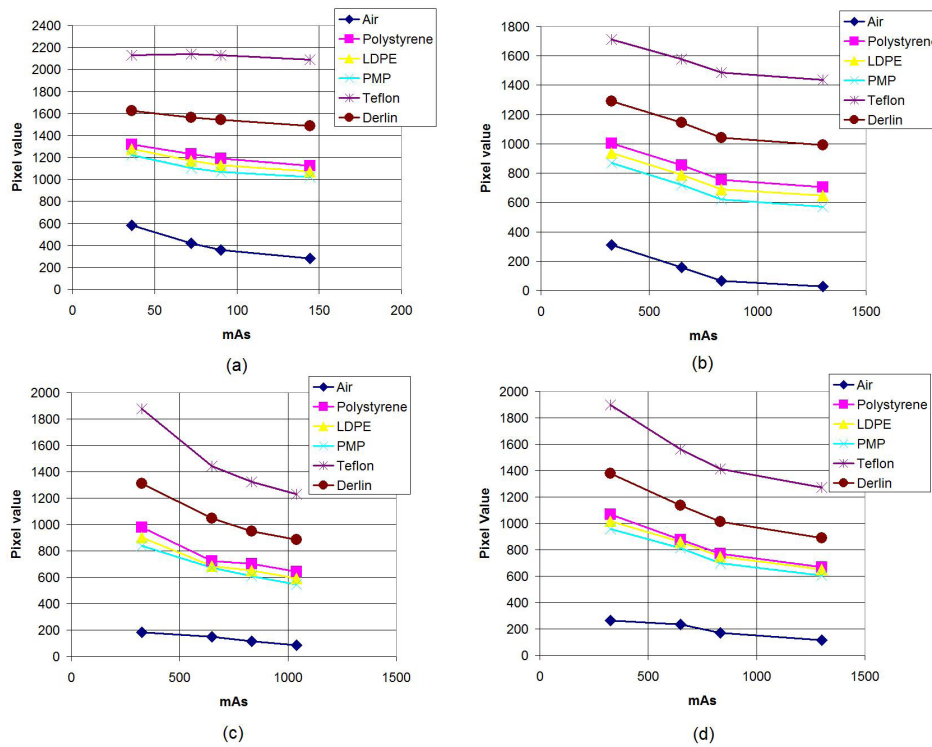 2400
2200
2000
1800
1600
1400
1200
1000
800
600
400
200
0
Pixel value
0 50 100 150 200
mAs
Air
Polystyrene
LDPE
PMP
Teflon
Derlin
(a)
1800
1600
1400
1200
1000
800
600
400
200
0
Pixel value
0 500 1000 1500
mAs
Air
Polystyrene
LDPE
PMP
Teflon
Derlin
(b)
2000
1800
1600
1400
1200
1000
800
600
400
200
0
Pixel value
0 500 1000 1500
mAs
Air
Polystyrene
LDPE
PMP
Teflon
Derlin
(c)
2000
1800
1600
1400
1200
1000
800
600
400
200
0
Pixel Value
0 500 1000 1500
mAs
Air
Polystyrene
LDPE
PMP
Teflon
Derlin
(d)